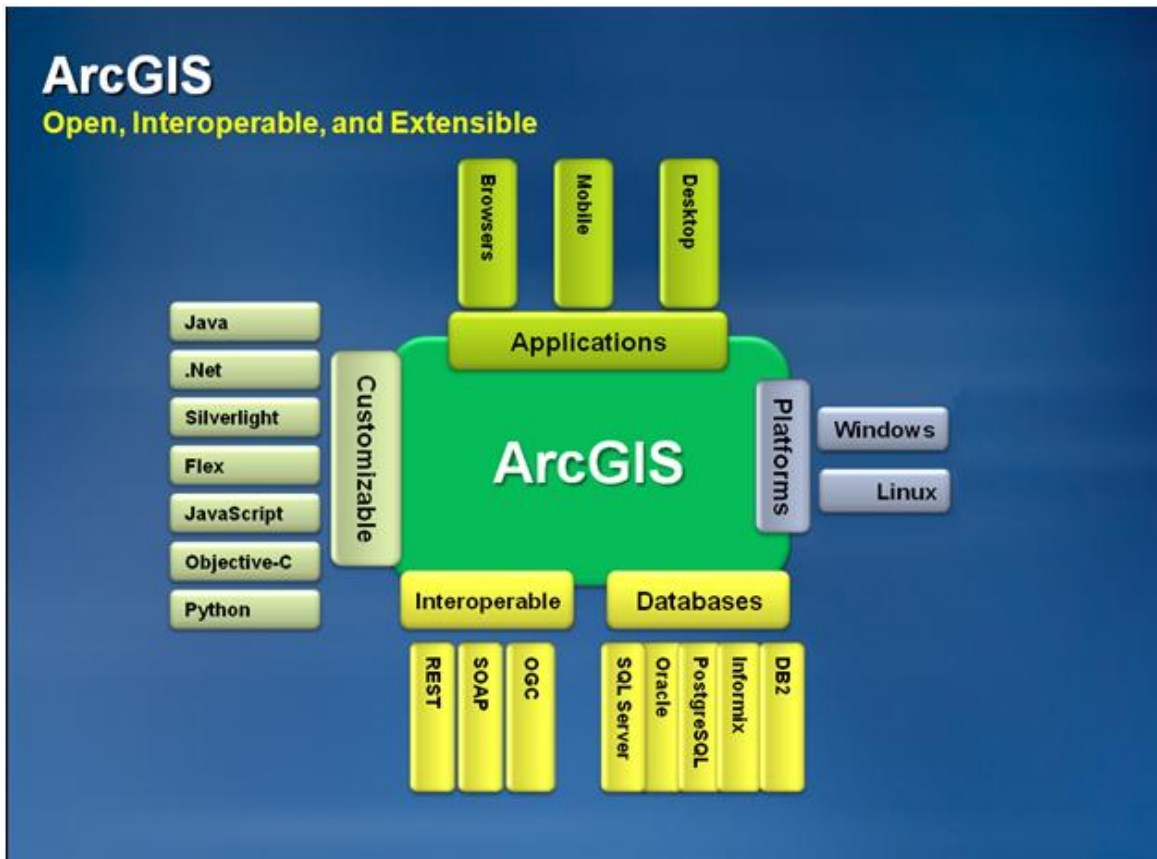 ArcGIS
Open, Interoperable, and Extensible
Browsers
Mobile
Desktop
Applications
Java
.Net
Silverlight
Flex
JavaScript
Objective-C
Python
Customizable
ArcGIS
Platforms
Windows
Linux
Interoperable
REST
SOAP
OGC
Databases
SQL Server
Oracle
PostgreSQL
Informix
DB2